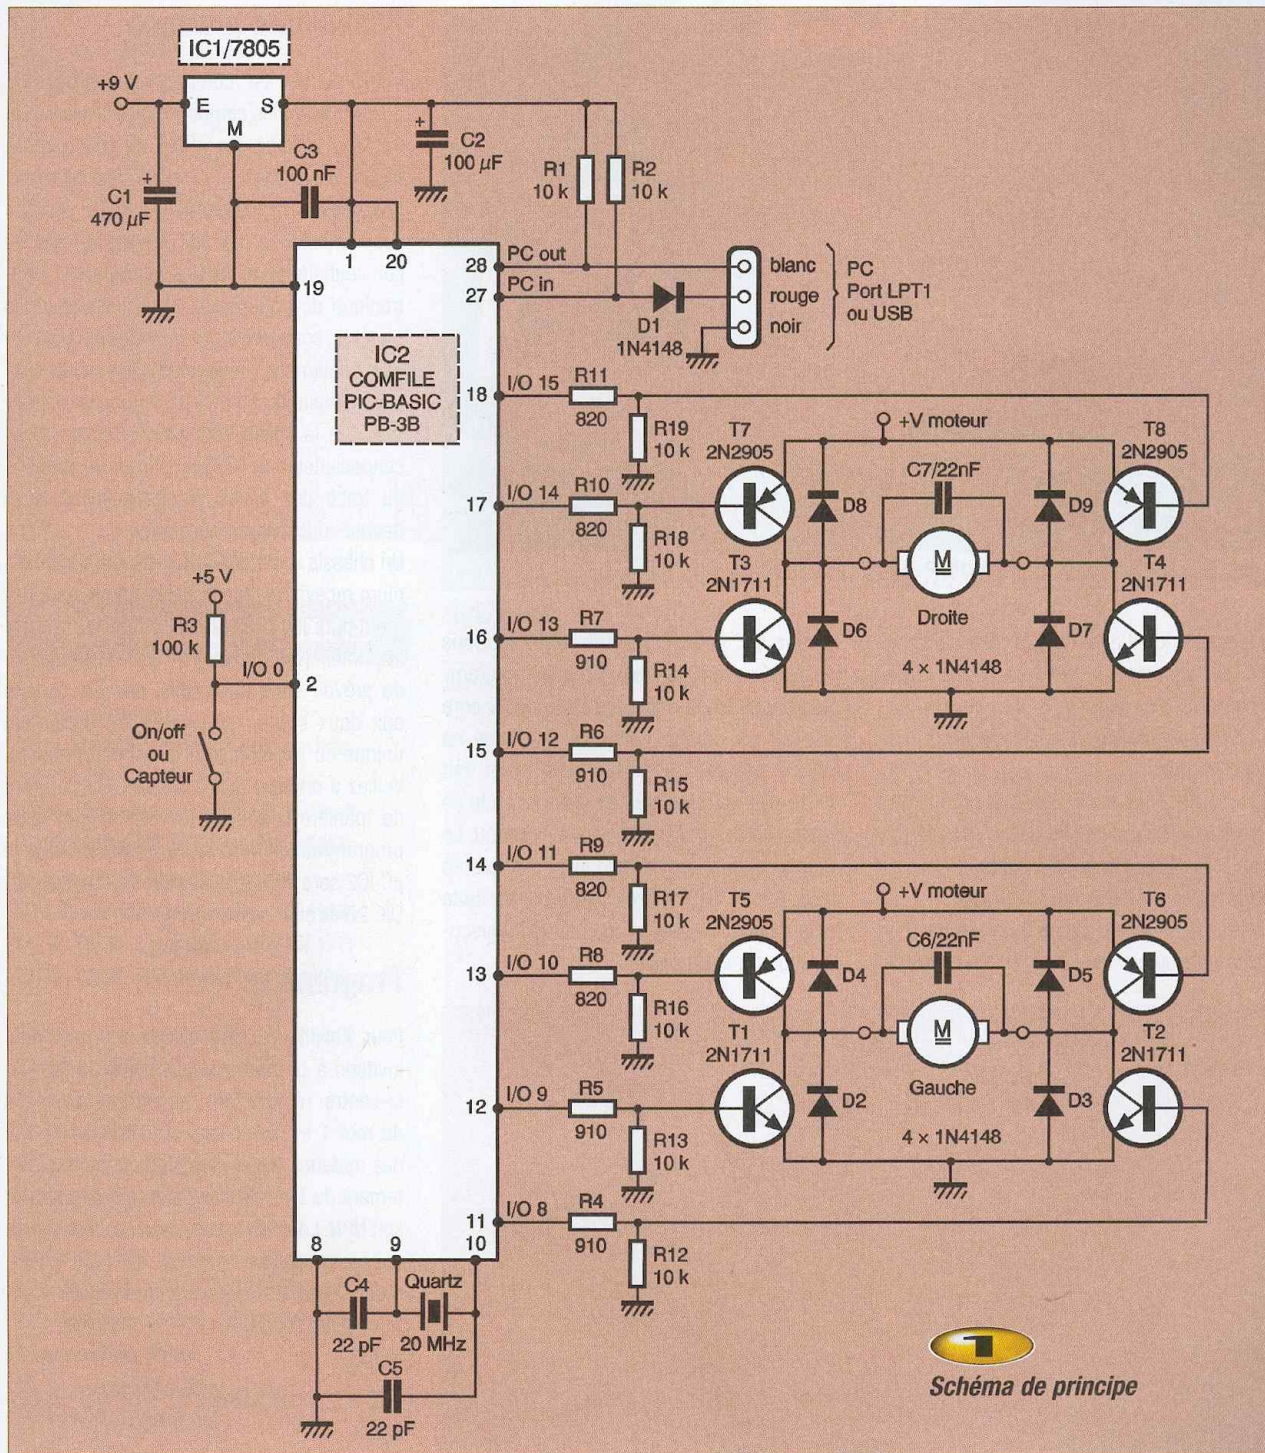 IC1/7805
+9 V
E
S
M
+
C1
470 µF
C3
100 nF
+
C2
100 µF
R1
10 k
R2
10 k
1
20
19
28
PC out
27
PC in
D1
1N4148
blanc
rouge
noir
PC
Port LPT1
ou USB
IC2
COMFILE
PIC-BASIC
PB-3B
18
I/O 15
R11
820
R19
10 k
17
I/O 14
R10
820
R18
10 k
16
I/O 13
R7
910
R14
10 k
15
I/O 12
R6
910
R15
10 k
+V moteur
T7
2N2905
T8
2N2905
C7/22nF
D8
D9
M
Droite
T3
2N1711
T4
2N1711
D6
D7
4 × 1N4148
+5 V
R3
100 k
I/O 0
2
On/off
ou
Capteur
14
I/O 11
R9
820
R17
10 k
13
I/O 10
R8
820
R16
10 k
12
I/O 9
R5
910
R13
10 k
11
I/O 8
R4
910
R12
10 k
+V moteur
T5
2N2905
T6
2N2905
C6/22nF
D4
D5
M
Gauche
T1
2N1711
T2
2N1711
D2
D3
4 × 1N4148
8
9
10
C4
22 pF
Quartz
20 MHz
C5
22 pF
1
Schéma de principe